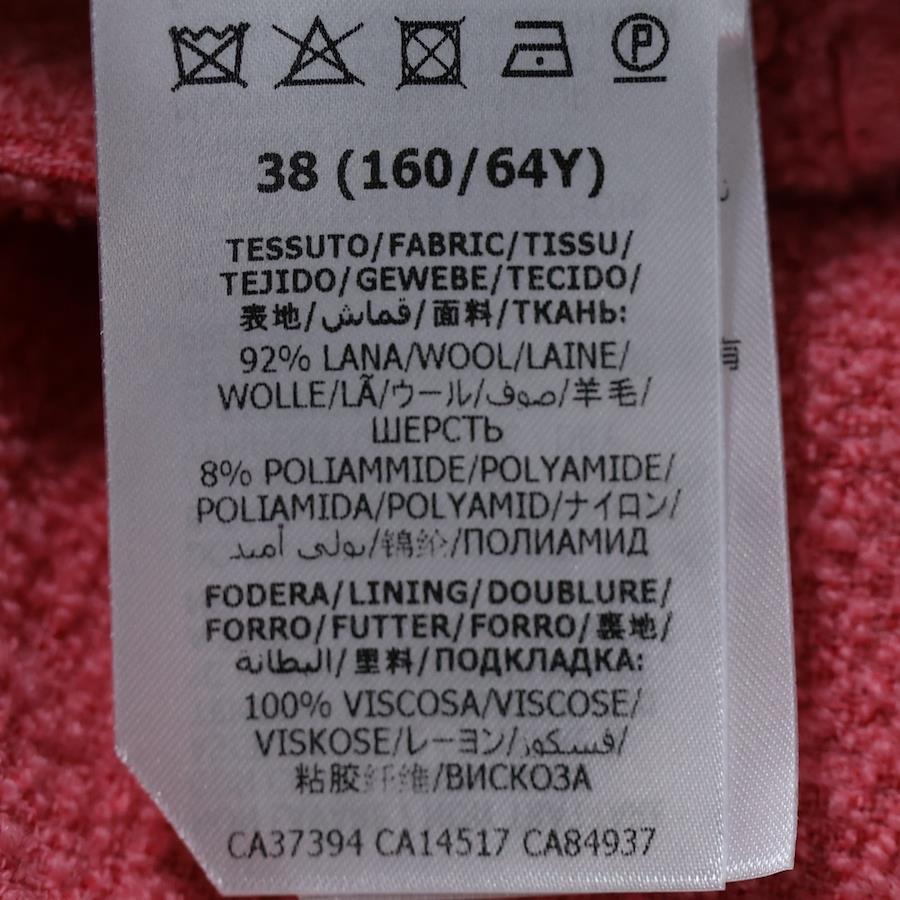 P
38 (160/64Y)
TESSUTO/FABRIC/TISSU/
TEJIDO/GEWEBE/TECIDO/
表地/قماش/面料/ТКАНЬ:
92% LANA/WOOL/LAINE/
WOLLE/LÃ/ウール/صوف/羊毛/
ШЕРСТЬ
8% POLIAMMIDE/POLYAMIDE/
POLIAMIDA/POLYAMID/ナイロン/
بولي أميد/锦纶/ПОЛИАМИД
FODERA/LINING/DOUBLURE/
FORRO/FUTTER/FORRO/裏地/
البطانة/里料/ПОДКЛАДКА:
100% VISCOSA/VISCOSE/
VISKOSE/レーヨン/فسكوز/
粘胶纤维/ВИСКОЗА
CA37394 CA14517 CA84937